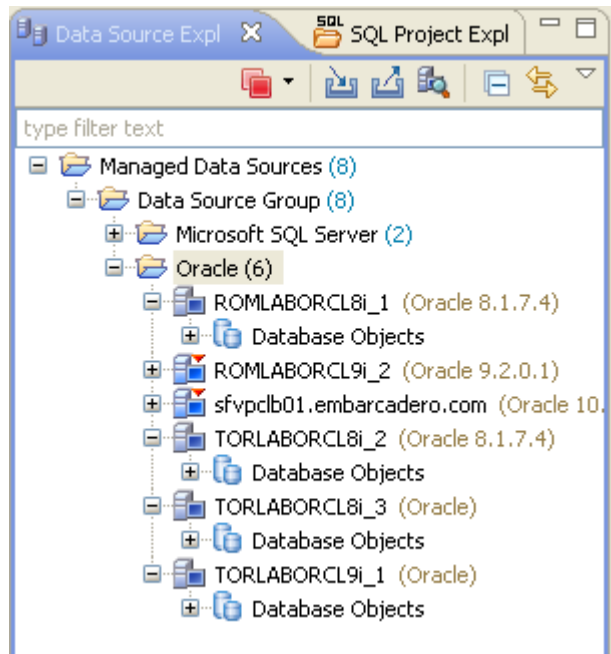 Data Source Expl SQL SQL Project Expl
type filter text
Managed Data Sources (8)
Data Source Group (8)
Microsoft SQL Server (2)
Oracle (6)
ROMLABORCL8i_1 (Oracle 8.1.7.4)
Database Objects
ROMLABORCL9i_2 (Oracle 9.2.0.1)
sfvpclb01.embarcadero.com (Oracle 10.
TORLABORCL8i_2 (Oracle 8.1.7.4)
Database Objects
TORLABORCL8i_3 (Oracle)
Database Objects
TORLABORCL9i_1 (Oracle)
Database Objects